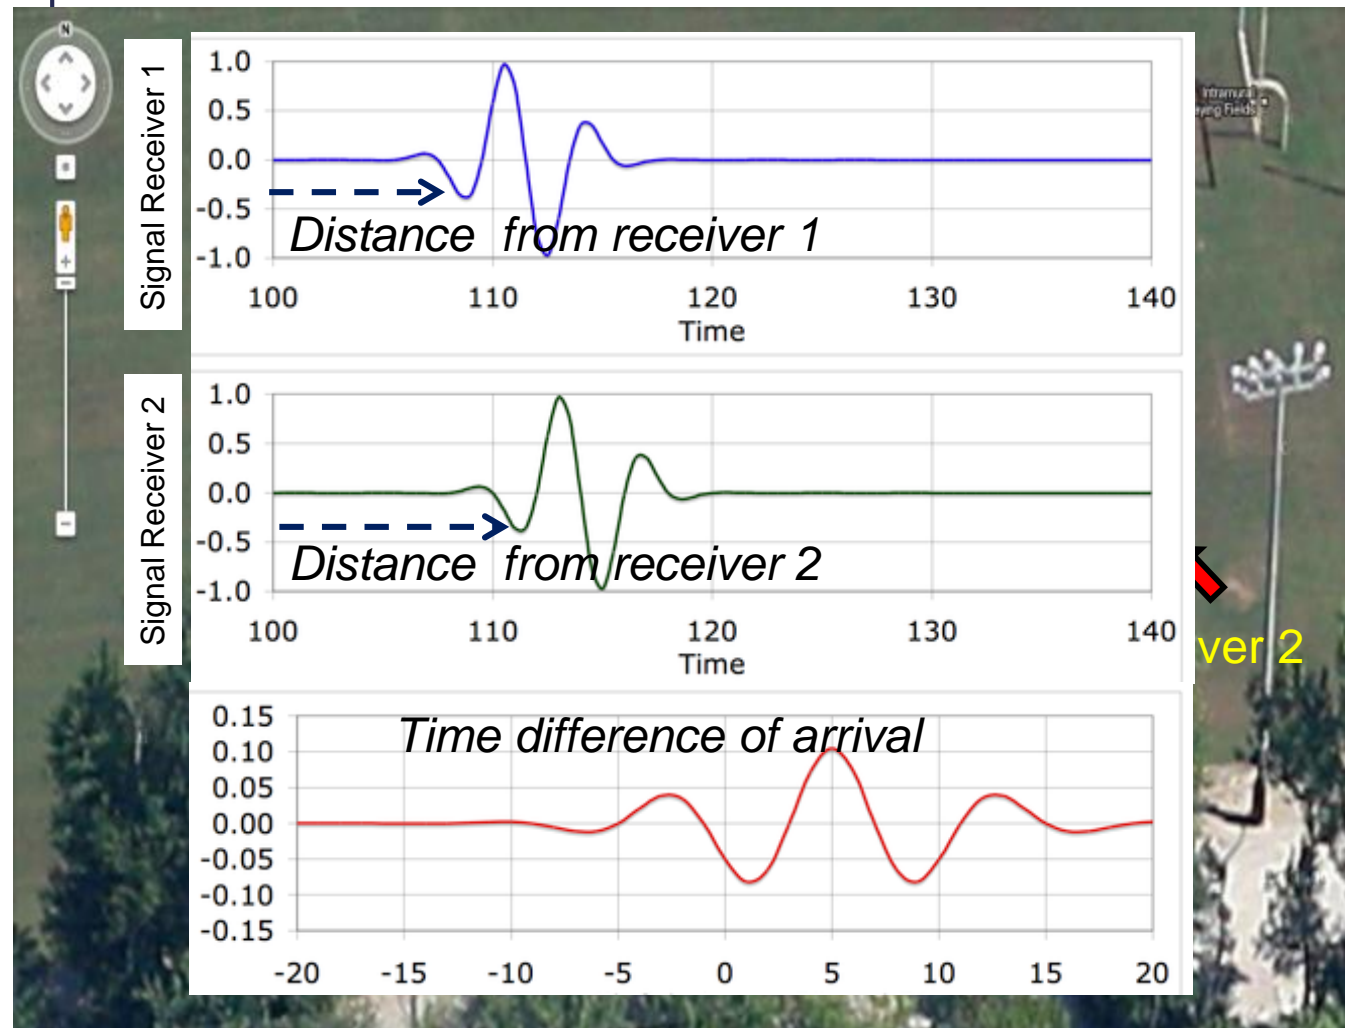 N
Signal Receiver 1
1.0
0.5
0.0
-0.5
-1.0
Distance from receiver 1
100 110 120 130 140
Time
Intramural
aying Fields
Signal Receiver 2
1.0
0.5
0.0
-0.5
-1.0
Distance from receiver 2
100 110 120 130 140
Time
ver 2
Time difference of arrival
0.15
0.10
0.05
0.00
-0.05
-0.10
-0.15
-20 -15 -10 -5 0 5 10 15 20